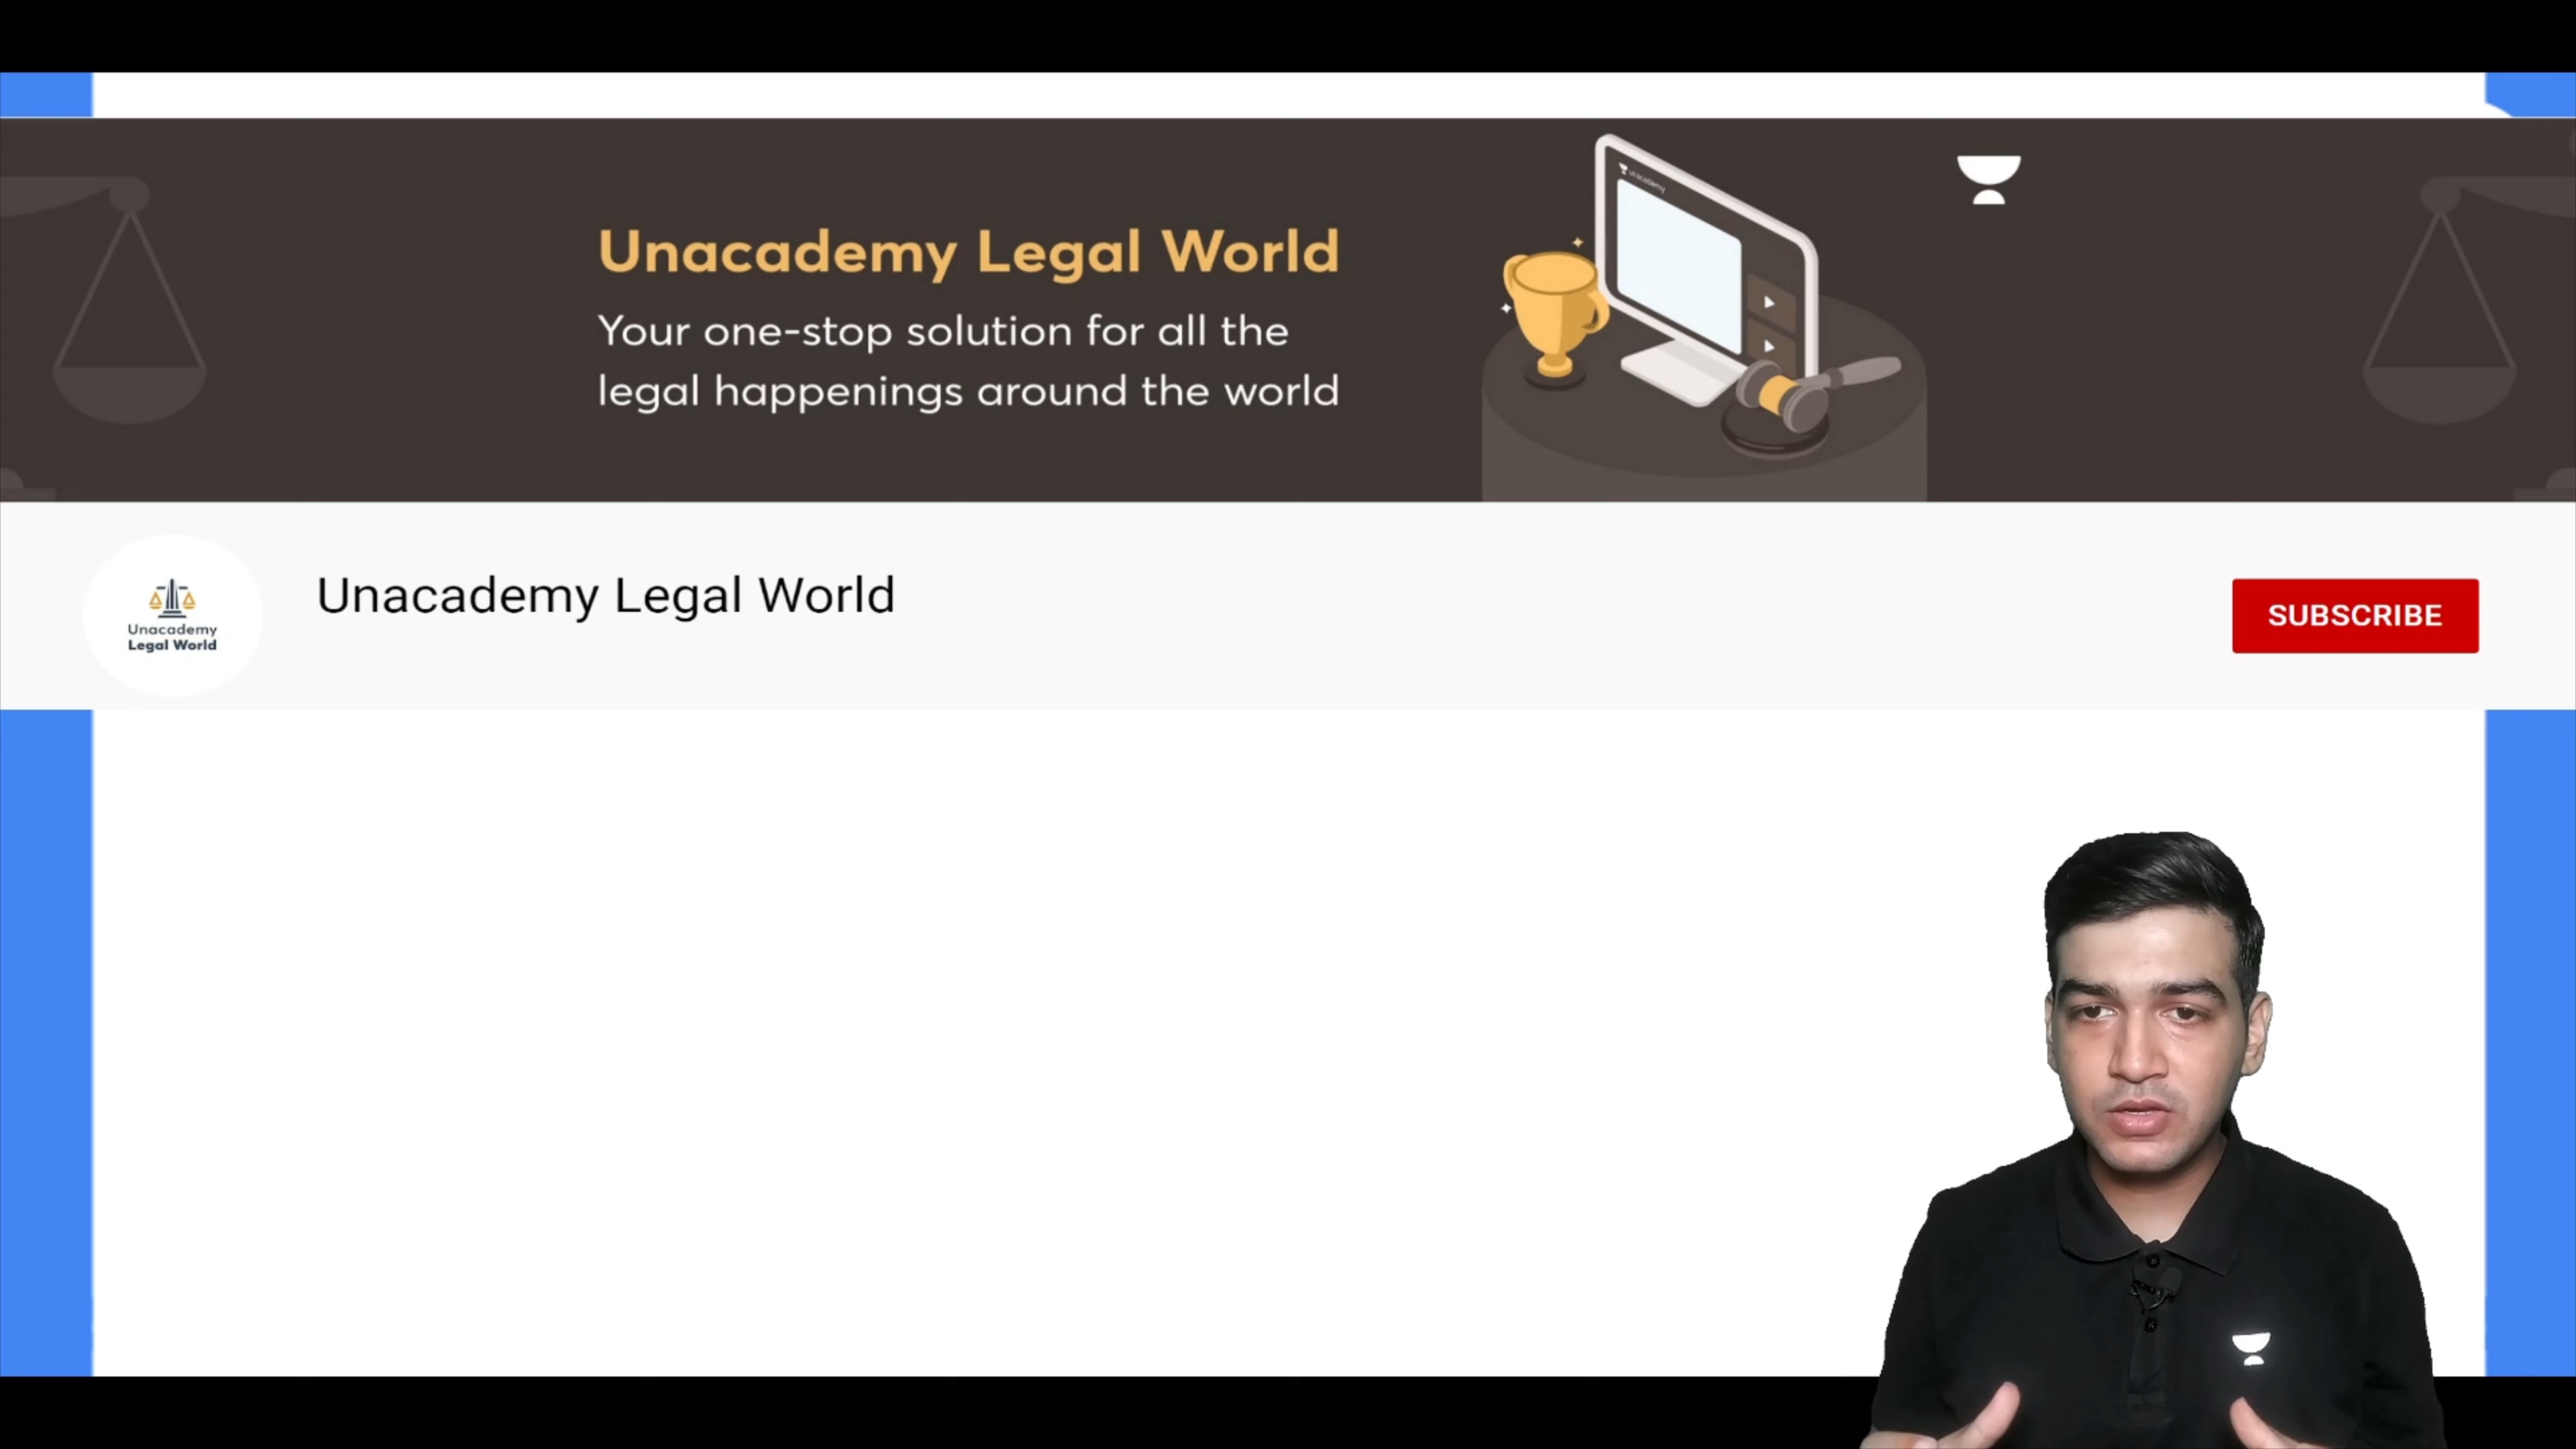 unacademy
Unacademy Legal World
Your one-stop solution for all the
legal happenings around the world
Unacademy Legal World
Unacademy
Legal World
SUBSCRIBE